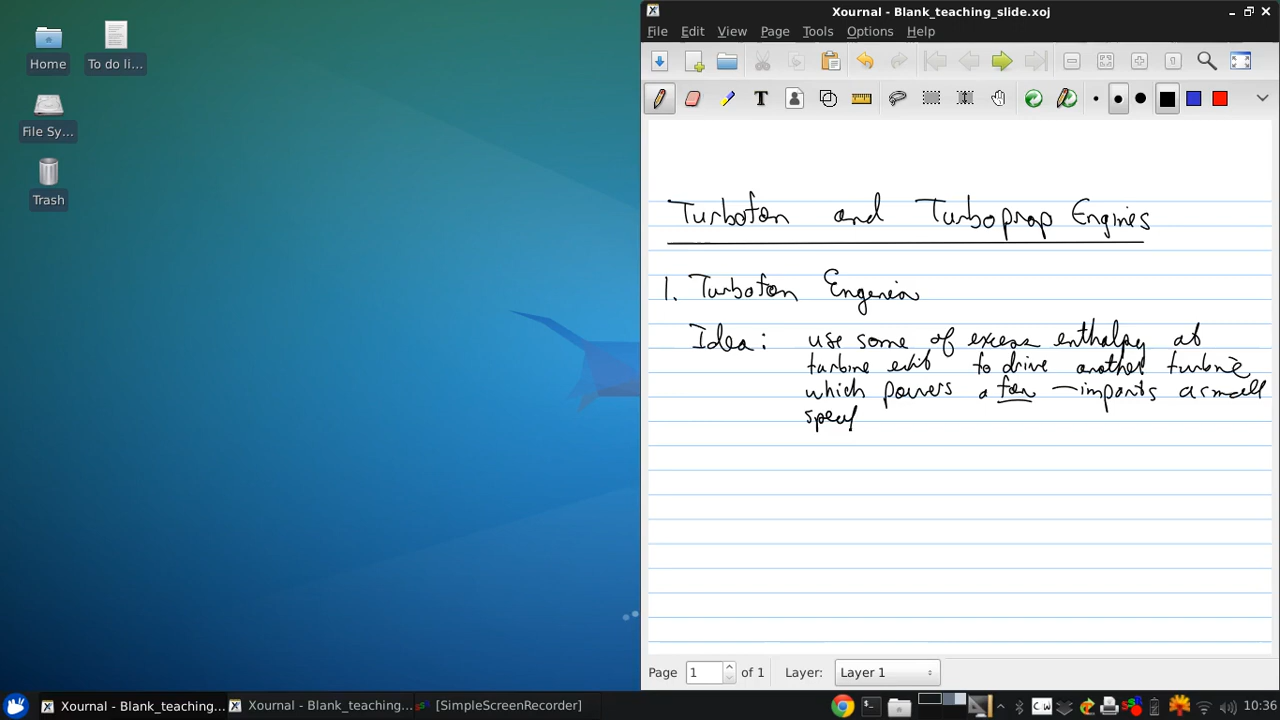 Xournal - Blank_teaching_slide.xoj
File Edit View Page Tools Options Help
Home
To do li...
File Sy...
Trash
Turbofan and Turboprop Engines
1. Turbofan Engines
Idea: use some of excess enthalpy at
turbine exit to drive another turbine
which powers a fan — imparts a small
speed
Page 1 of 1 Layer: Layer 1
Xournal - Blank_teaching...
Xournal - Blank_teaching...
[SimpleScreenRecorder]
10:36